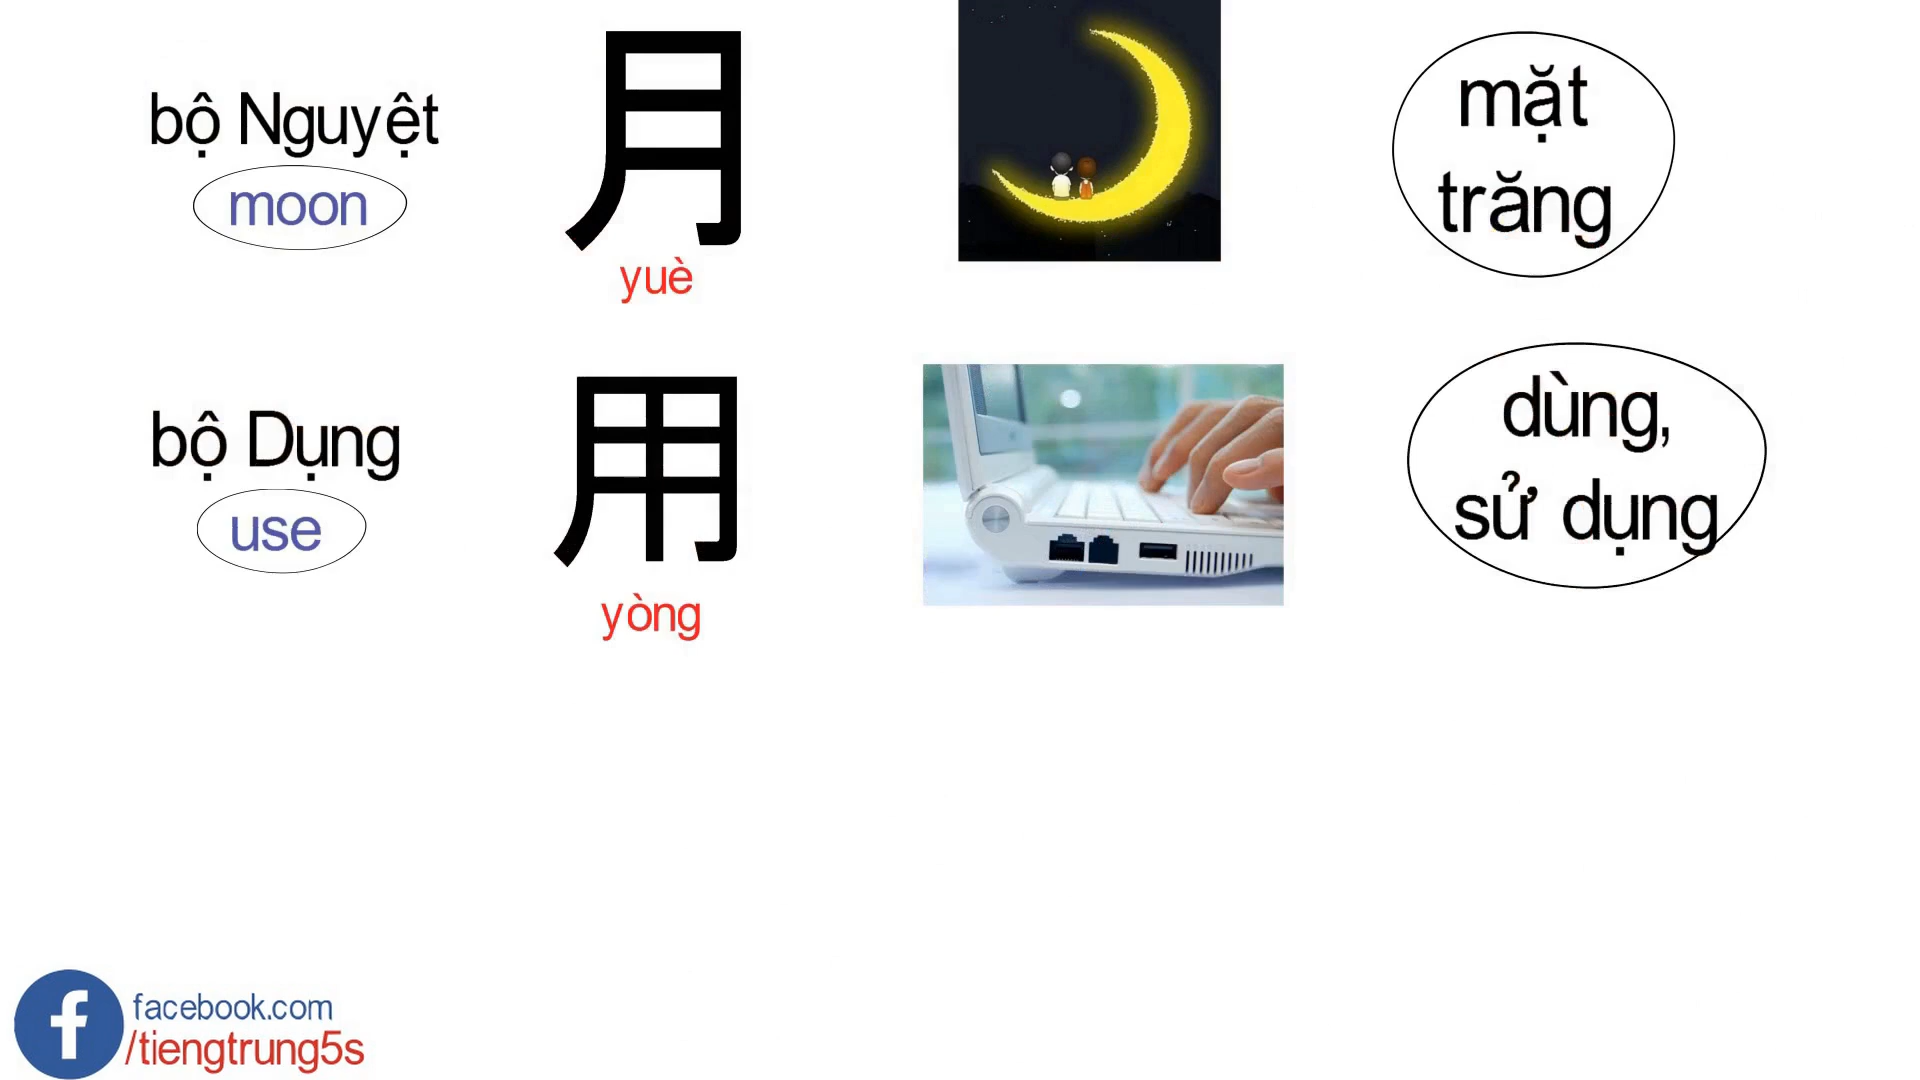 bộ Nguyệt
moon
月
yuè
mặt
trăng
bộ Dụng
use
用
yòng
dùng,
sử dụng
facebook.com
/tiengtrung5s